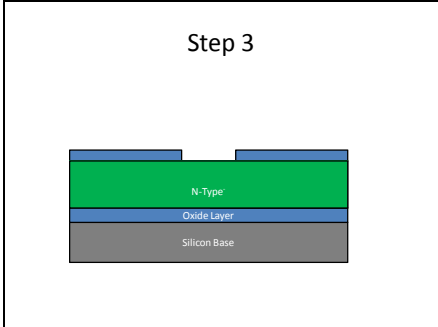 Step 3
N-Type⁻
Oxide Layer
Silicon Base